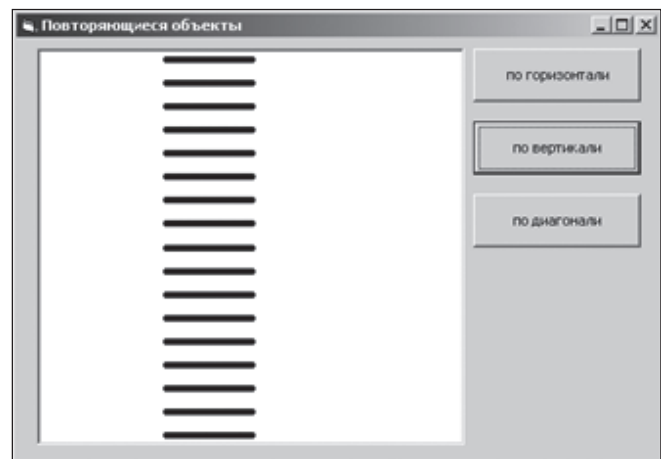 Повторяющиеся объекты
по горизонтали
по вертикали
по диагонали